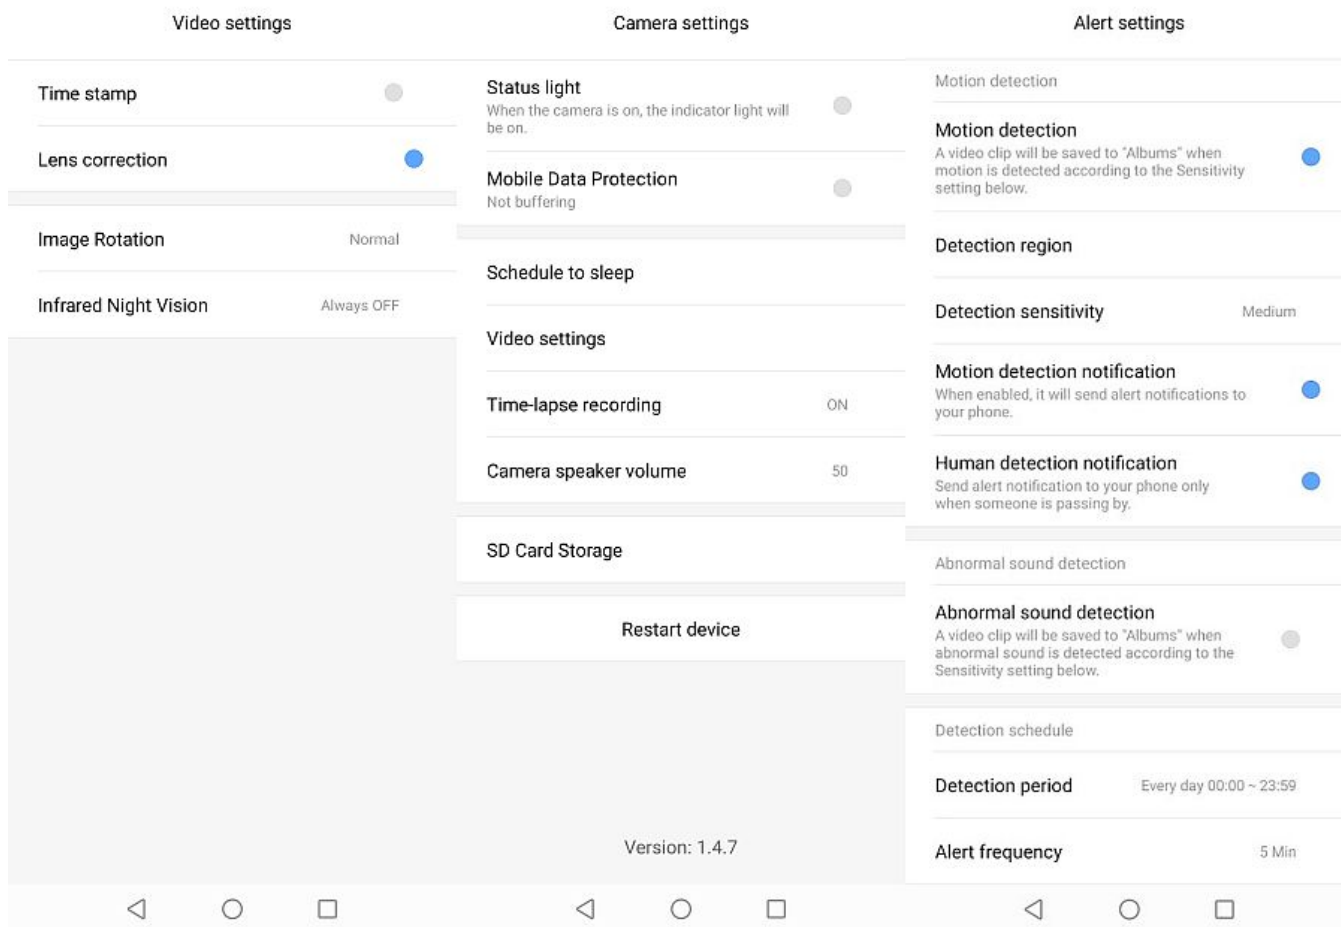 Video settings
Time stamp
Lens correction
Image Rotation
Normal
Infrared Night Vision
Always OFF
Camera settings
Status light
When the camera is on, the indicator light will
be on.
Mobile Data Protection
Not buffering
Schedule to sleep
Video settings
Time-lapse recording
ON
Camera speaker volume
50
SD Card Storage
Restart device
Version: 1.4.7
Alert settings
Motion detection
Motion detection
A video clip will be saved to "Albums" when
motion is detected according to the Sensitivity
setting below.
Detection region
Detection sensitivity
Medium
Motion detection notification
When enabled, it will send alert notifications to
your phone.
Human detection notification
Send alert notification to your phone only
when someone is passing by.
Abnormal sound detection
Abnormal sound detection
A video clip will be saved to "Albums" when
abnormal sound is detected according to the
Sensitivity setting below.
Detection schedule
Detection period
Every day 00:00 ~ 23:59
Alert frequency
5 Min